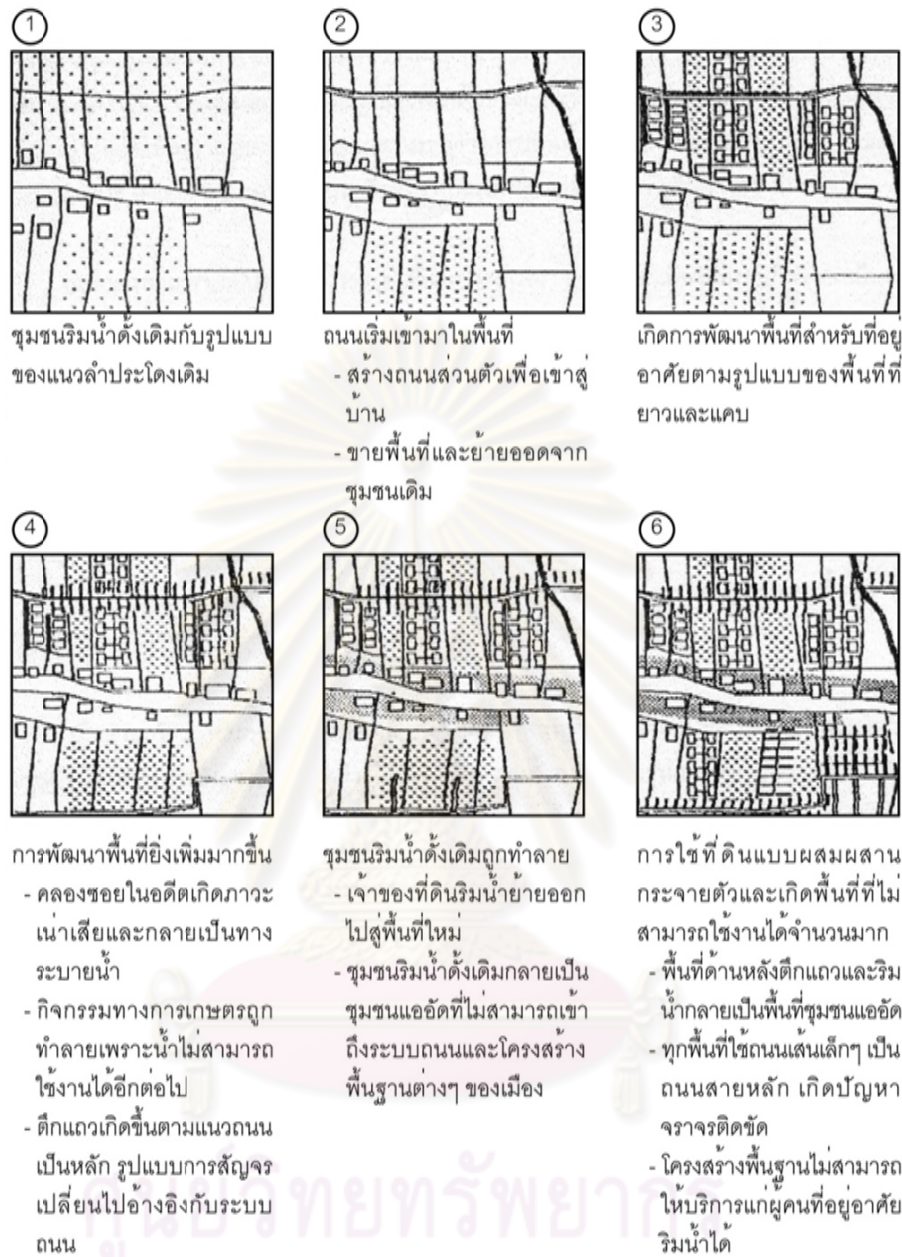 1
2
3
ชุมชนริมน้ำดั้งเดิมกับรูปแบบ
ของแนวลำประโดงเดิม
ถนนเริ่มเข้ามาในพื้นที่
- สร้างถนนส่วนตัวเพื่อเข้าสู่
บ้าน
- ขายพื้นที่และย้ายออดจาก
ชุมชนเดิม
เกิดการพัฒนาพื้นที่สำหรับที่อยู่
อาศัยตามรูปแบบของพื้นที่ที่
ยาวและแคบ
4
5
6
การพัฒนาพื้นที่ยิ่งเพิ่มมากขึ้น
- คลองซอยในอดีตเกิดภาวะ
เน่าเสียและกลายเป็นทาง
ระบายน้ำ
- กิจกรรมทางการเกษตรถูก
ทำลายเพราะน้ำไม่สามารถ
ใช้งานได้อีกต่อไป
- ตึกแถวเกิดขึ้นตามแนวถนน
เป็นหลัก รูปแบบการสัญจร
เปลี่ยนไปอ้างอิงกับระบบ
ถนน
ชุมชนริมน้ำดั้งเดิมถูกทำลาย
- เจ้าของที่ดินริมน้ำย้ายออก
ไปสู่พื้นที่ใหม่
- ชุมชนริมน้ำดั้งเดิมกลายเป็น
ชุมชนแออัดที่ไม่สามารถเข้า
ถึงระบบถนนและโครงสร้าง
พื้นฐานต่างๆ ของเมือง
การใช้ที่ดินแบบผสมผสาน
กระจายตัวและเกิดพื้นที่ที่ไม่
สามารถใช้งานได้จำนวนมาก
- พื้นที่ด้านหลังตึกแถวและริม
น้ำกลายเป็นพื้นที่ชุมชนแออัด
- ทุกพื้นที่ใช้ถนนเส้นเล็กๆ เป็น
ถนนสายหลัก เกิดปัญหา
จราจรติดขัด
- โครงสร้างพื้นฐานไม่สามารถ
ให้บริการแก่ผู้คนที่อยู่อาศัย
ริมน้ำได้
ศูนย์วิทยทรัพยากร